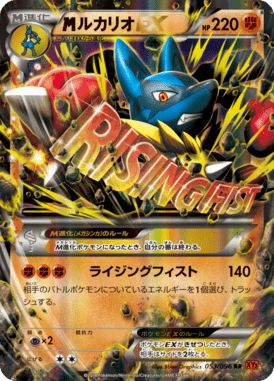 M進化
MルカリオEX
HP220
RISING FIST
M進化(メガシンカ)のルール
M進化ポケモンになったとき、自分の番は終わる。
ライジングフィスト 140
相手のバトルポケモンについているエネルギーを1個選び、トラッシュする。
×2
ポケモンEXのルール
ポケモンEXがきぜつしたとき、相手はサイドを2枚とる。
にげる
RR